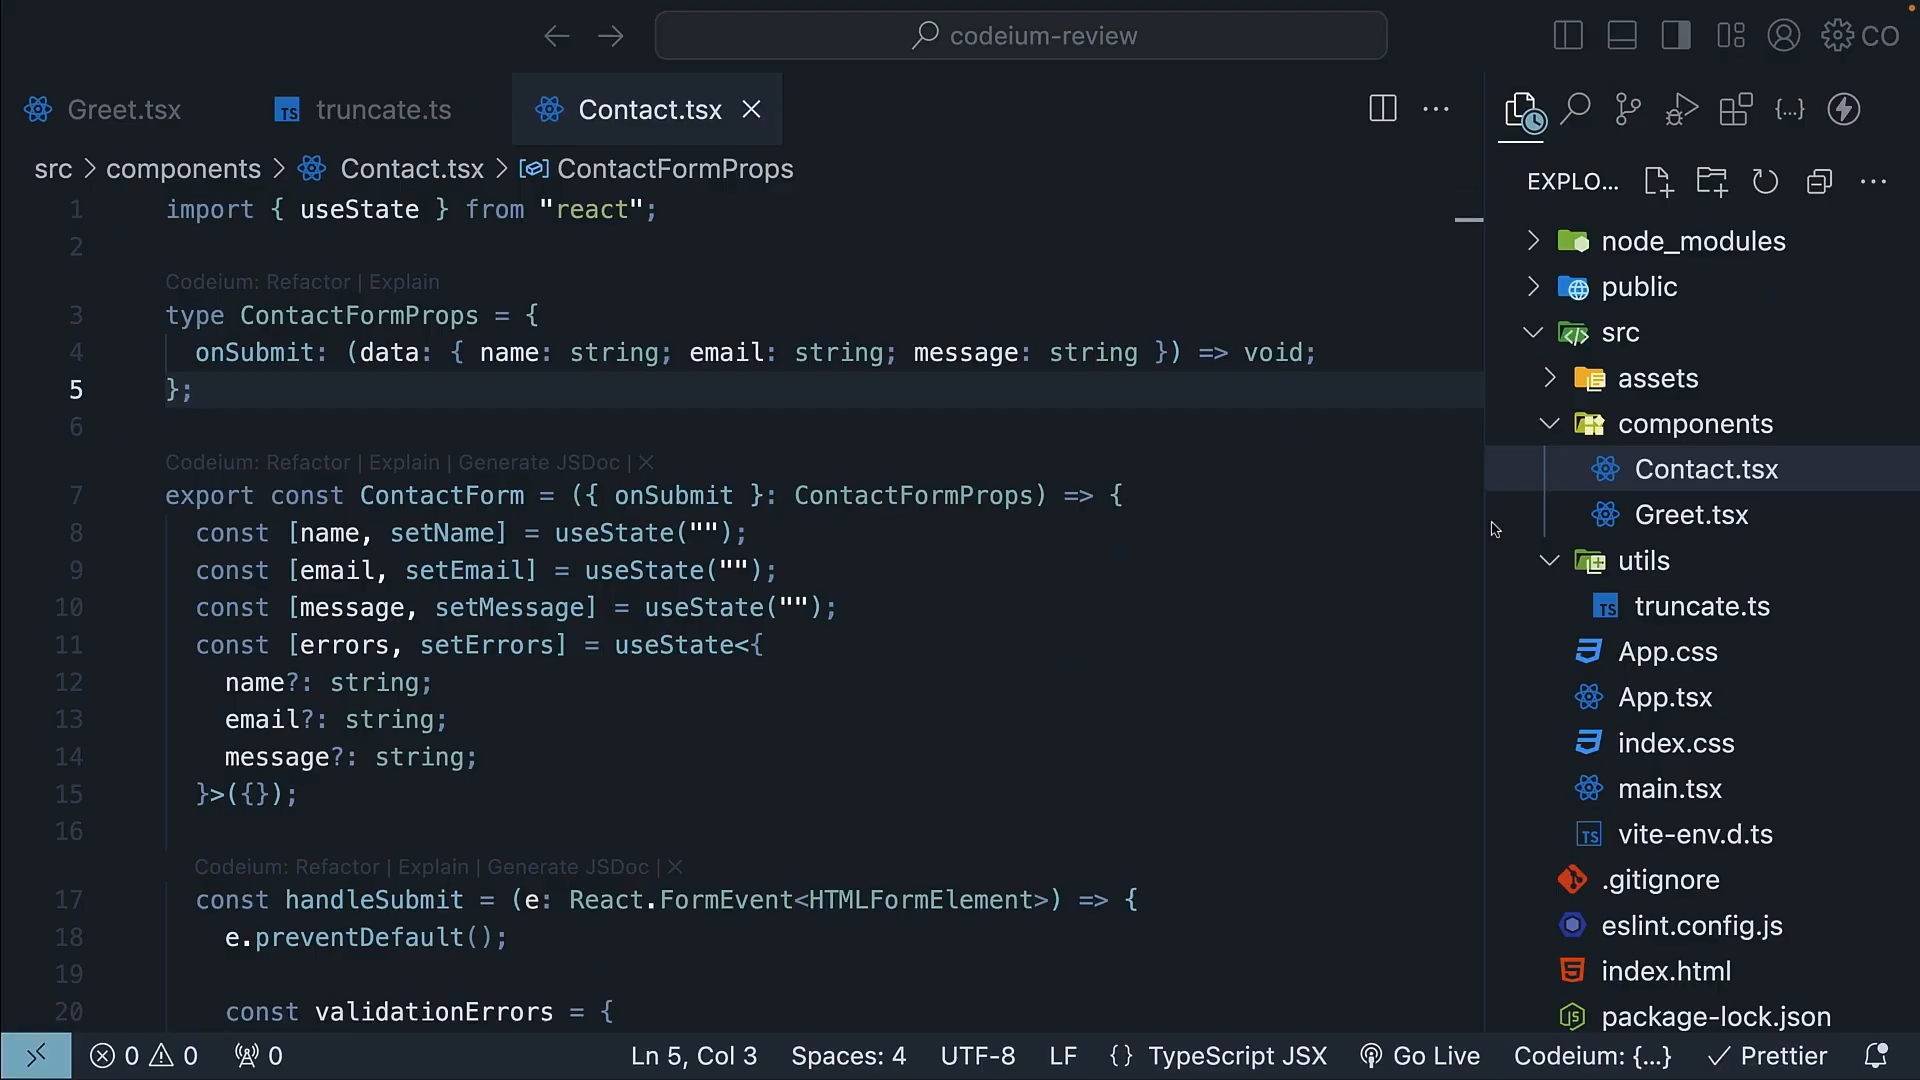 codeium-review
CO
Greet.tsx
TS truncate.ts
Contact.tsx
src > components > Contact.tsx > ContactFormProps
1 import { useState } from "react";
2
Codeium: Refactor | Explain
3 type ContactFormProps = {
4 onSubmit: (data: { name: string; email: string; message: string }) => void;
5 };
6
Codeium: Refactor | Explain | Generate JSDoc | ×
7 export const ContactForm = ({ onSubmit }: ContactFormProps) => {
8 const [name, setName] = useState("");
9 const [email, setEmail] = useState("");
10 const [message, setMessage] = useState("");
11 const [errors, setErrors] = useState<{
12 name?: string;
13 email?: string;
14 message?: string;
15 }>({});
16
Codeium: Refactor | Explain | Generate JSDoc | ×
17 const handleSubmit = (e: React.FormEvent<HTMLFormElement>) => {
18 e.preventDefault();
19
20 const validationErrors = {
EXPLO...
node_modules
public
src
assets
components
Contact.tsx
Greet.tsx
utils
TS truncate.ts
App.css
App.tsx
index.css
main.tsx
TS vite-env.d.ts
.gitignore
eslint.config.js
index.html
package-lock.json
0 0 0 Ln 5, Col 3 Spaces: 4 UTF-8 LF {} TypeScript JSX Go Live Codeium: {...} Prettier